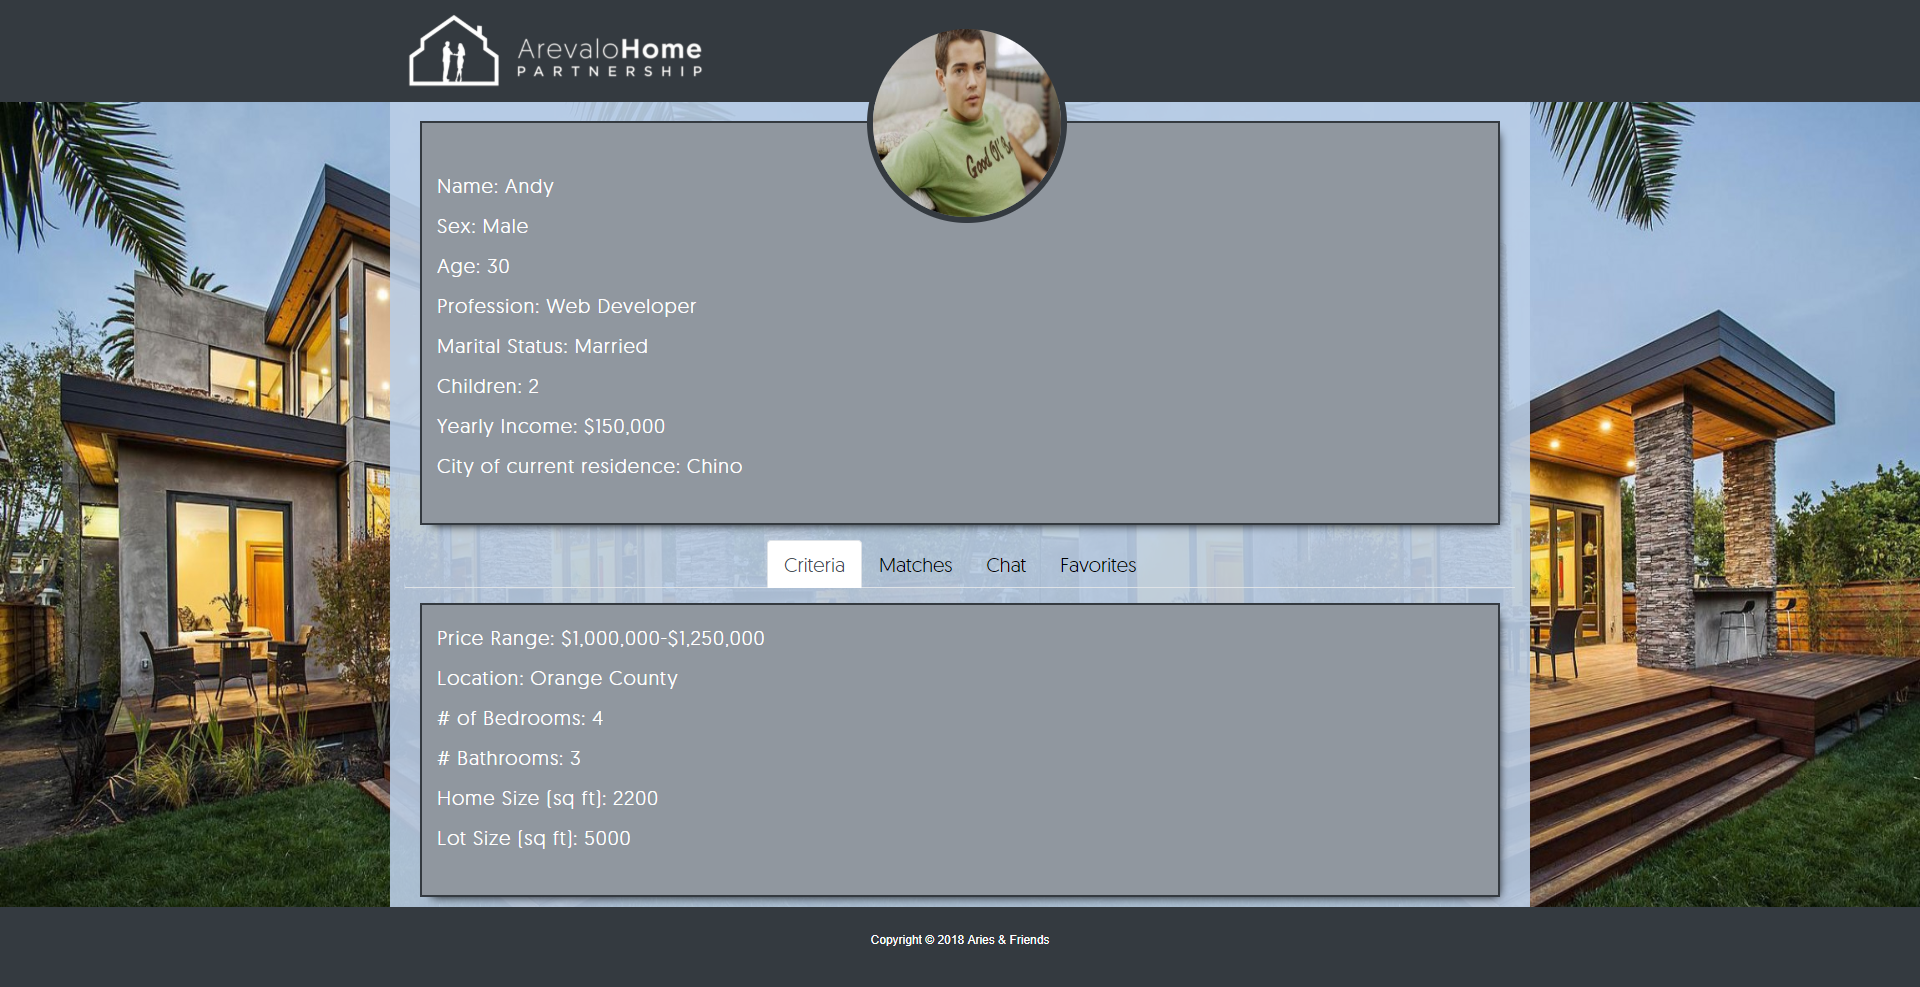 ArevaloHome
PARTNERSHIP
Good Ol'
Name: Andy
Sex: Male
Age: 30
Profession: Web Developer
Marital Status: Married
Children: 2
Yearly Income: $150,000
City of current residence: Chino
Criteria Matches Chat Favorites
Price Range: $1,000,000-$1,250,000
Location: Orange County
# of Bedrooms: 4
# Bathrooms: 3
Home Size (sq ft): 2200
Lot Size (sq ft): 5000
Copyright © 2018 Aries & Friends